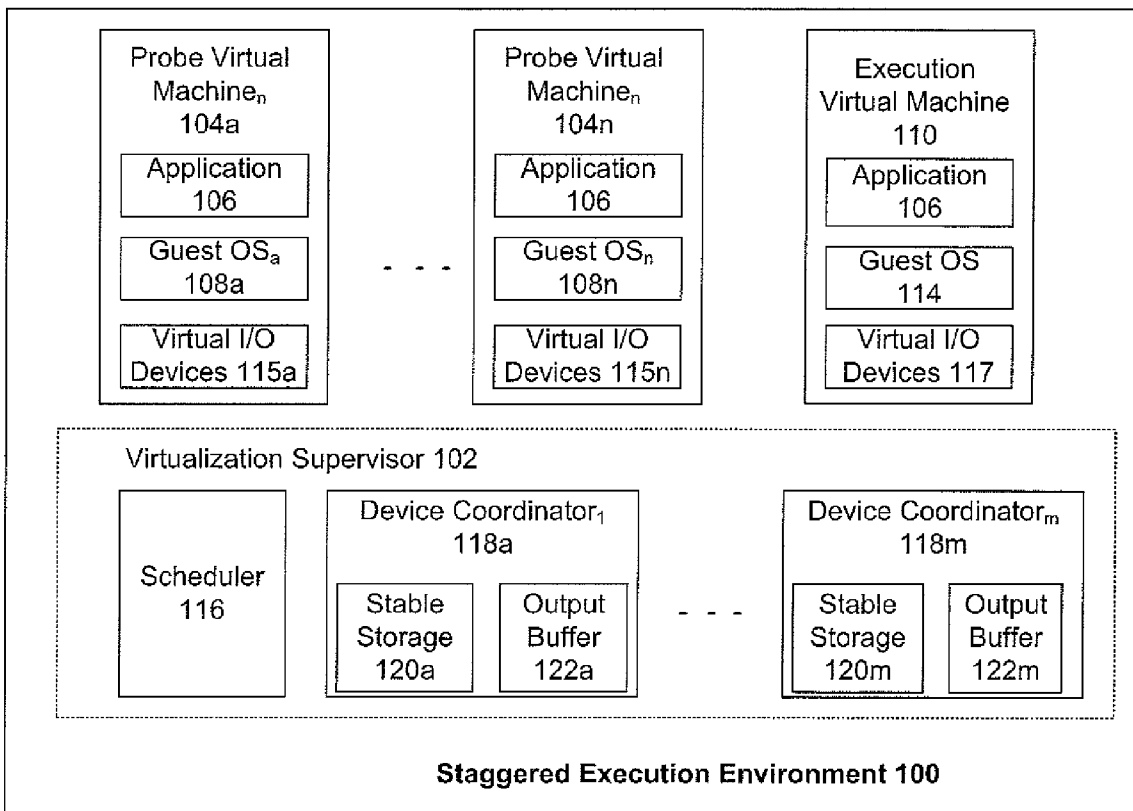 Probe Virtual
Machineₙ
104a
Application
106
Guest OSₐ
108a
Virtual I/O
Devices 115a
- - -
Probe Virtual
Machineₙ
104n
Application
106
Guest OSₙ
108n
Virtual I/O
Devices 115n
Execution
Virtual Machine
110
Application
106
Guest OS
114
Virtual I/O
Devices 117
Virtualization Supervisor 102
Scheduler
116
Device Coordinator₁
118a
Stable
Storage
120a
Output
Buffer
122a
- - -
Device Coordinatorₘ
118m
Stable
Storage
120m
Output
Buffer
122m
Staggered Execution Environment 100